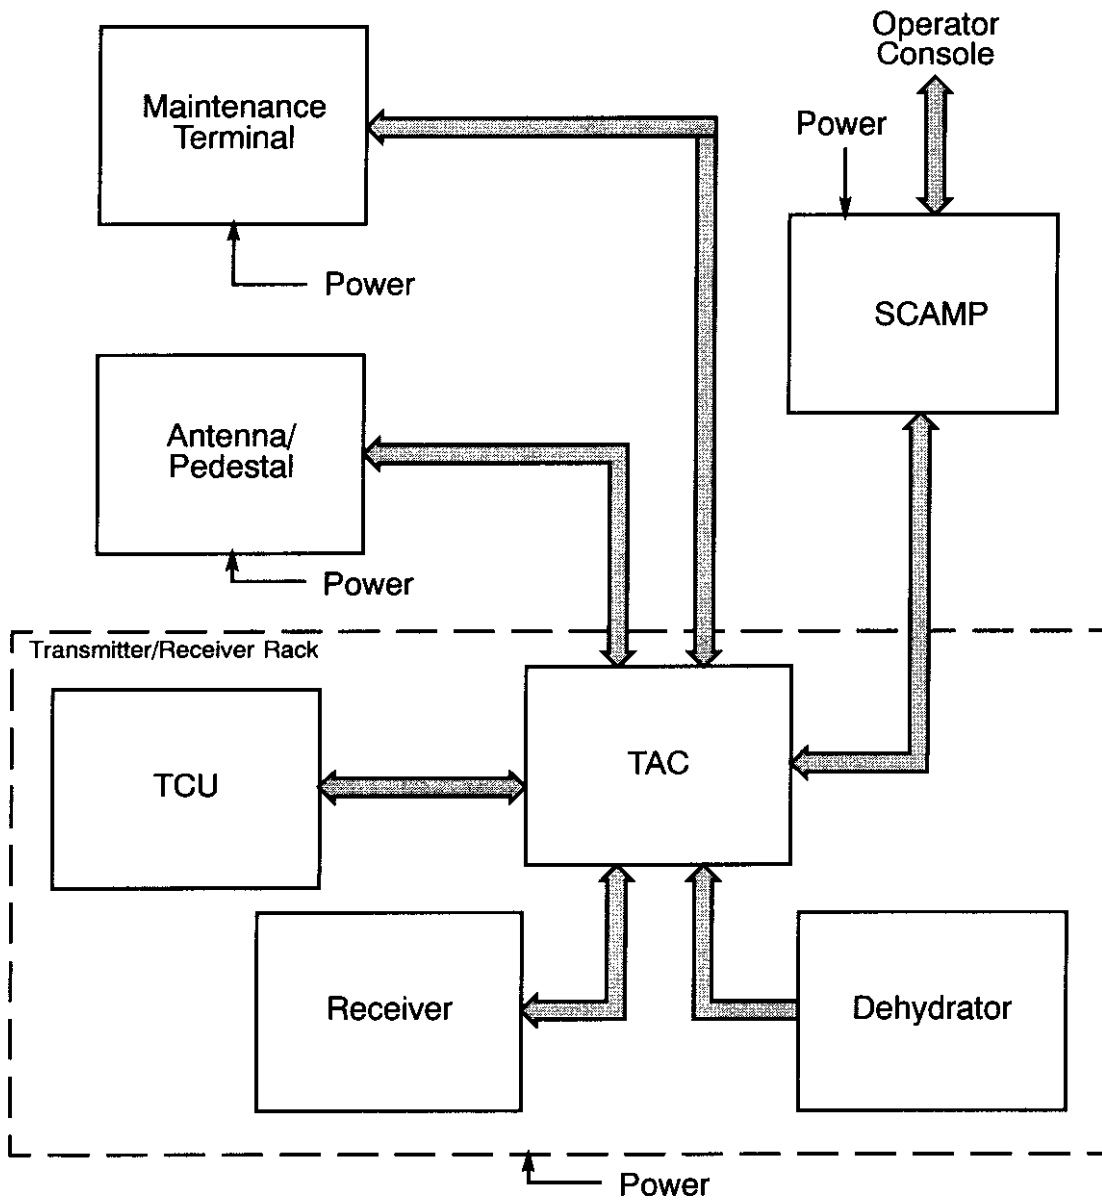 Operator
Console
Maintenance
Terminal
Power
Power
SCAMP
Antenna/
Pedestal
Power
Transmitter/Receiver Rack
TCU
TAC
Receiver
Dehydrator
Power